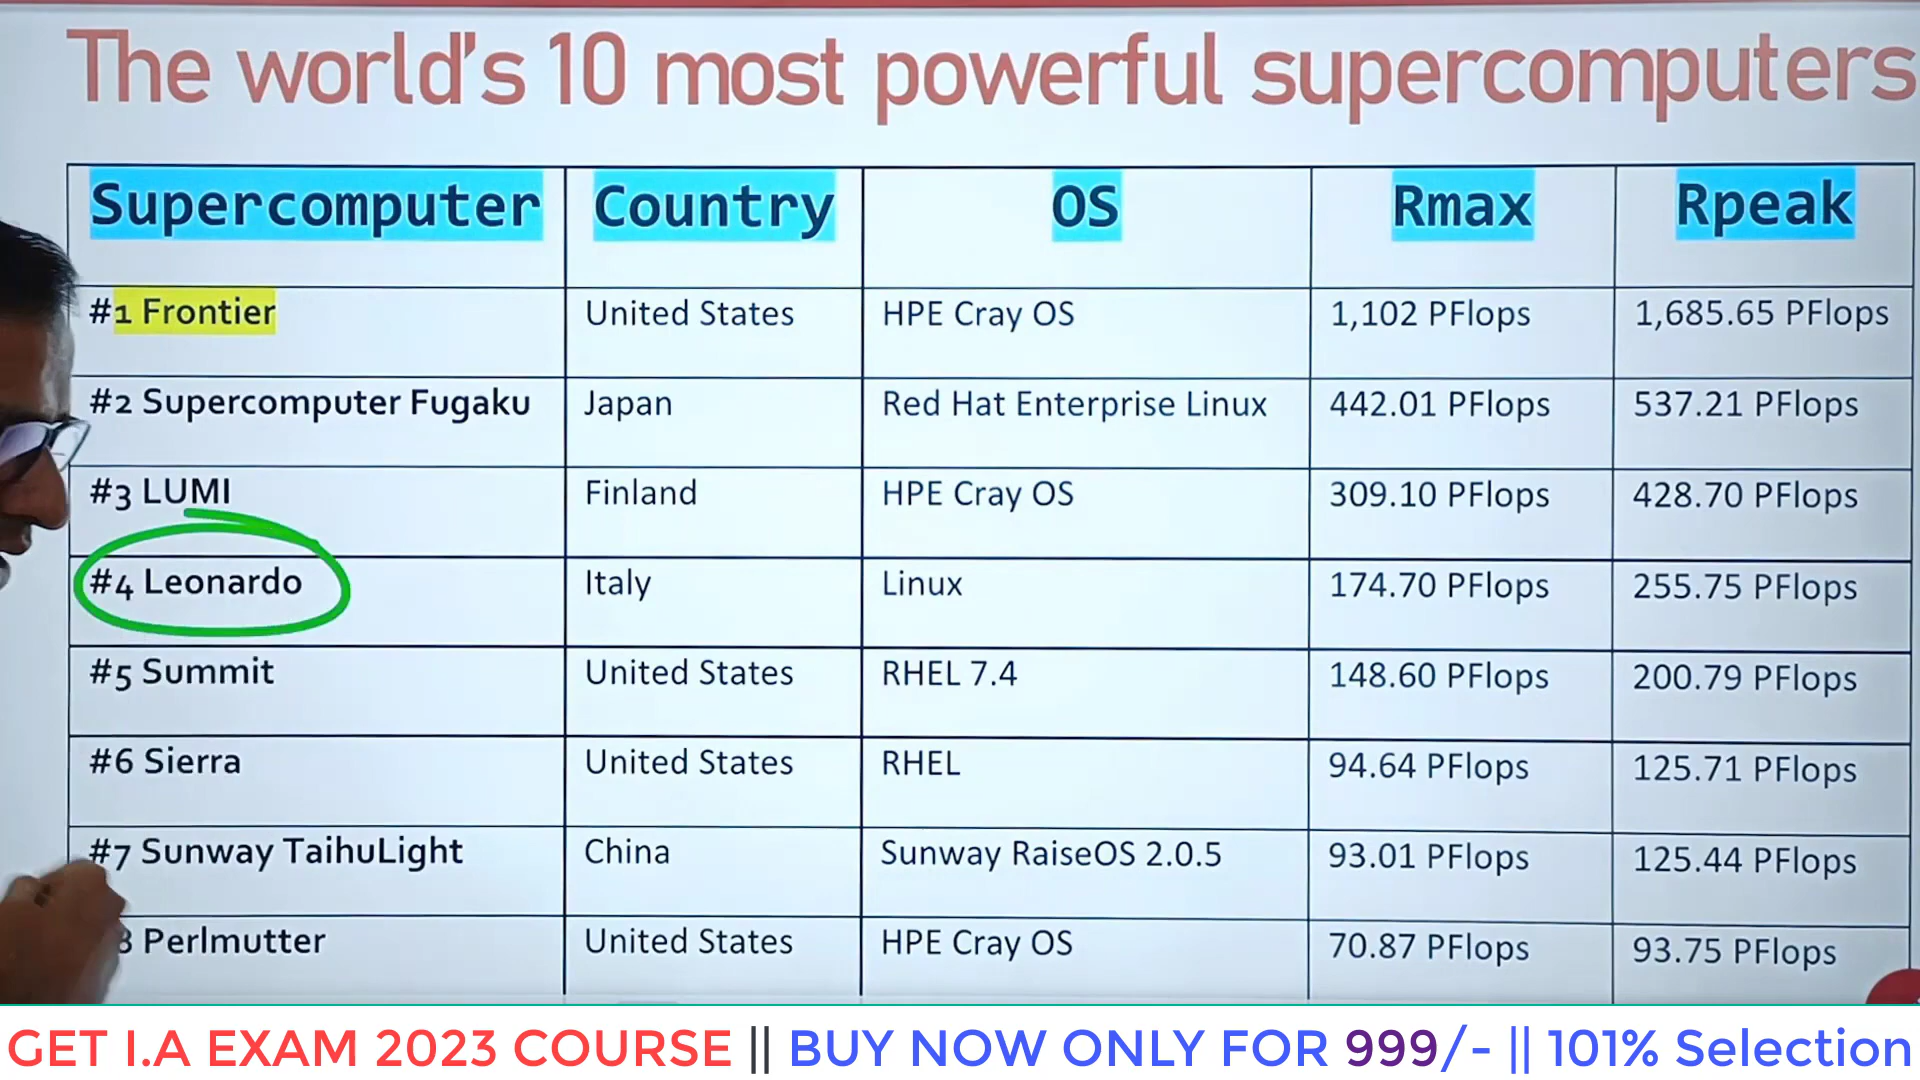 The world's 10 most powerful supercomputers
Supercomputer Country OS Rmax Rpeak
#1 Frontier United States HPE Cray OS 1,102 PFlops 1,685.65 PFlops
#2 Supercomputer Fugaku Japan Red Hat Enterprise Linux 442.01 PFlops 537.21 PFlops
#3 LUMI Finland HPE Cray OS 309.10 PFlops 428.70 PFlops
#4 Leonardo Italy Linux 174.70 PFlops 255.75 PFlops
#5 Summit United States RHEL 7.4 148.60 PFlops 200.79 PFlops
#6 Sierra United States RHEL 94.64 PFlops 125.71 PFlops
#7 Sunway TaihuLight China Sunway RaiseOS 2.0.5 93.01 PFlops 125.44 PFlops
8 Perlmutter United States HPE Cray OS 70.87 PFlops 93.75 PFlops
GET I.A EXAM 2023 COURSE || BUY NOW ONLY FOR 999/- || 101% Selection